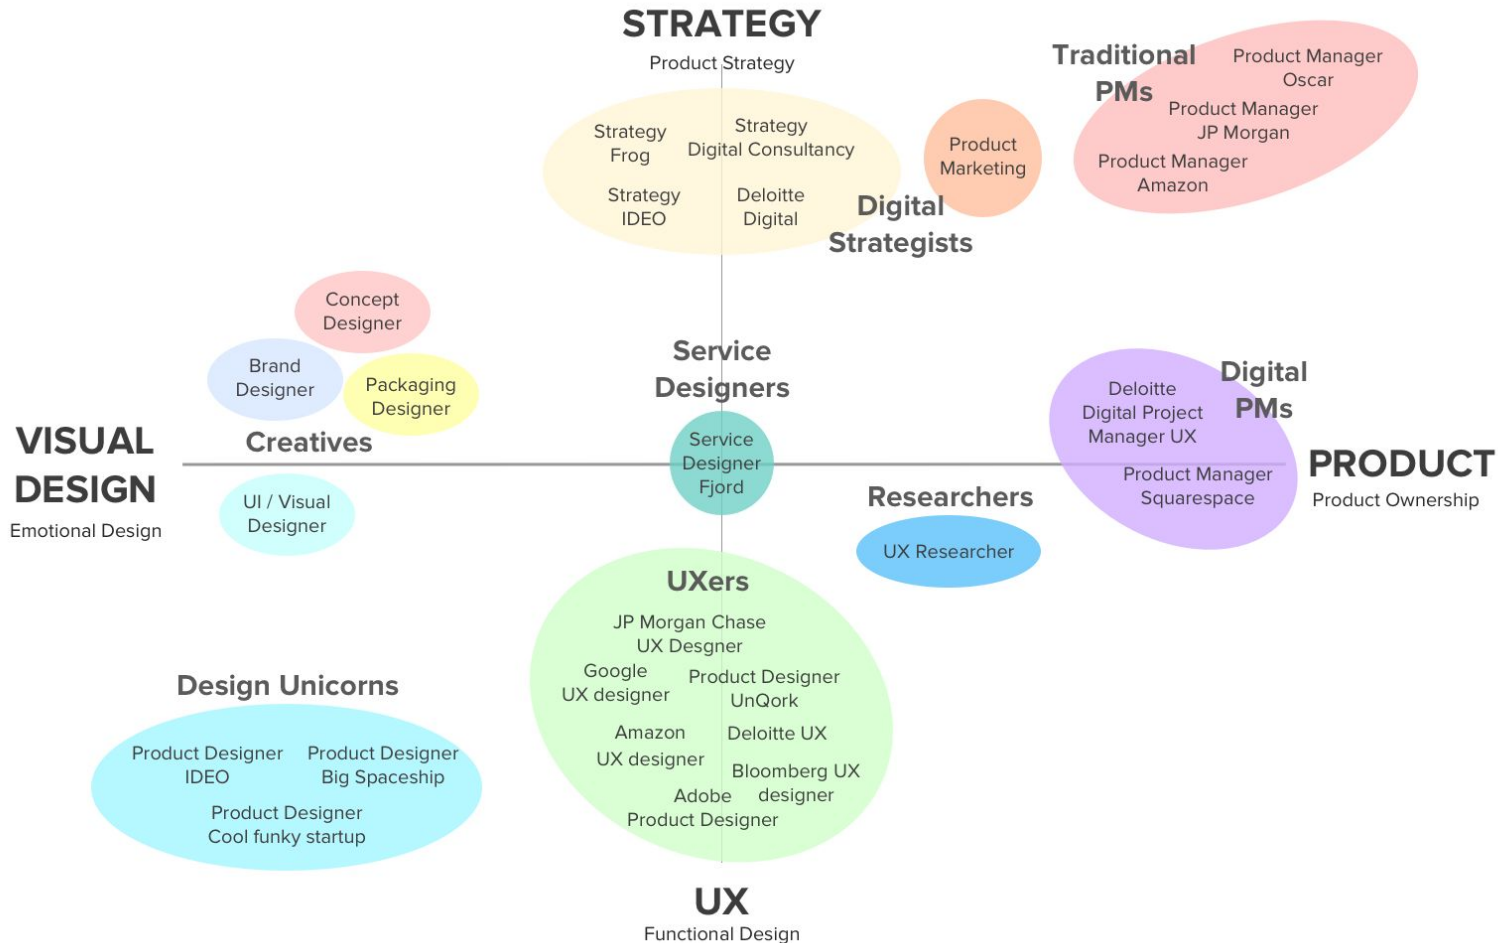 STRATEGY
Product Strategy
Traditional
PMs
Product Manager
Oscar
Product Manager
JP Morgan
Product Manager
Amazon
Strategy
Frog
Strategy
Digital Consultancy
Strategy
IDEO
Deloitte
Digital
Product
Marketing
Digital
Strategists
Concept
Designer
Brand
Designer
Packaging
Designer
Creatives
Service
Designers
Service
Designer
Fjord
Deloitte
Digital Project
Manager UX
Digital
PMs
Product Manager
Squarespace
VISUAL
DESIGN
Emotional Design
PRODUCT
Product Ownership
UI / Visual
Designer
Researchers
UX Researcher
UXers
JP Morgan Chase
UX Desgner
Google
UX designer
Product Designer
UnQork
Amazon
UX designer
Deloitte UX
Bloomberg UX
designer
Adobe
Product Designer
Design Unicorns
Product Designer
IDEO
Product Designer
Big Spaceship
Product Designer
Cool funky startup
UX
Functional Design